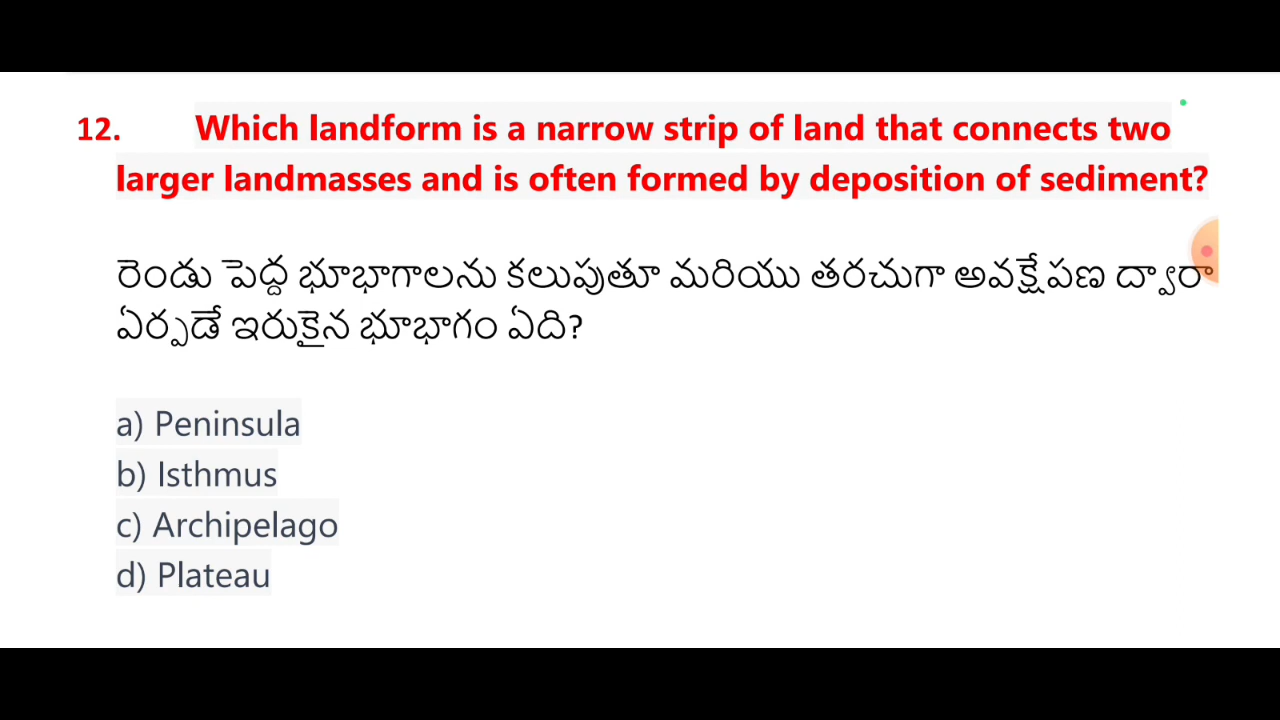 12. Which landform is a narrow strip of land that connects two
larger landmasses and is often formed by deposition of sediment?
రెండు పెద్ద భూభాగాలను కలుపుతూ మరియు తరచుగా అవక్షేపణ ద్వారా
ఏర్పడే ఇరుకైన భూభాగం ఏది?
a) Peninsula
b) Isthmus
c) Archipelago
d) Plateau